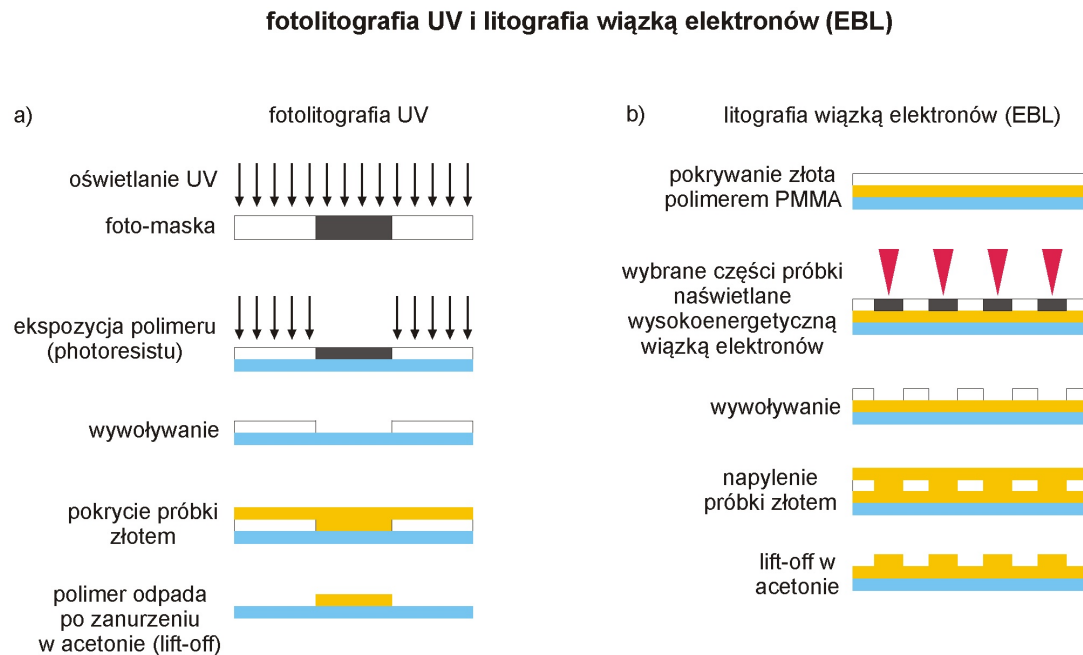 fotolitografia UV i litografia wiązką elektronów (EBL)
a)
fotolitografia UV
oświetlanie UV
foto-maska
ekspozycja polimeru
(photoresistu)
wywoływanie
pokrycie próbki
złotem
polimer odpada
po zanurzeniu
w acetonie (lift-off)
b)
litografia wiązką elektronów (EBL)
pokrywanie złota
polimerem PMMA
wybrane części próbki
naświetlane
wysokoenergetyczną
wiązką elektronów
wywoływanie
napylenie
próbki złotem
lift-off w
acetonie